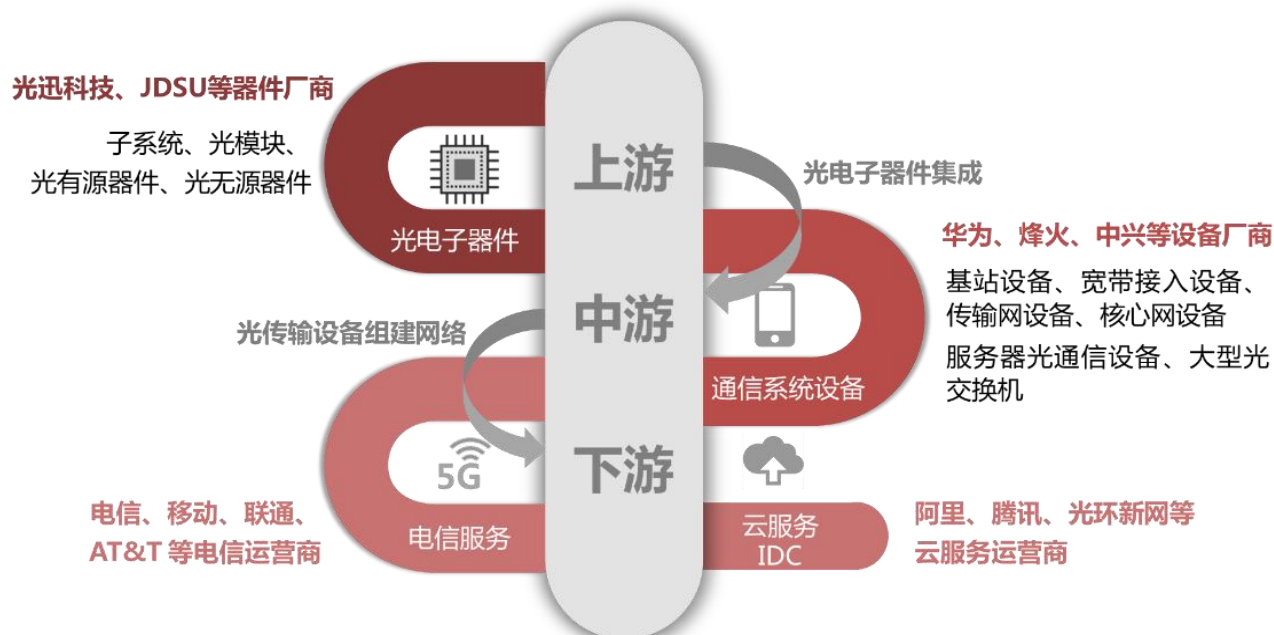 光迅科技、JDSU等器件厂商
子系统、光模块、
光有源器件、光无源器件
光电子器件
上游
光电子器件集成
华为、烽火、中兴等设备厂商
基站设备、宽带接入设备、
传输网设备、核心网设备
服务器光通信设备、大型光
交换机
中游
光传输设备组建网络
通信系统设备
下游
5G
电信、移动、联通、
AT&T 等电信运营商
电信服务
云服务
IDC
阿里、腾讯、光环新网等
云服务运营商